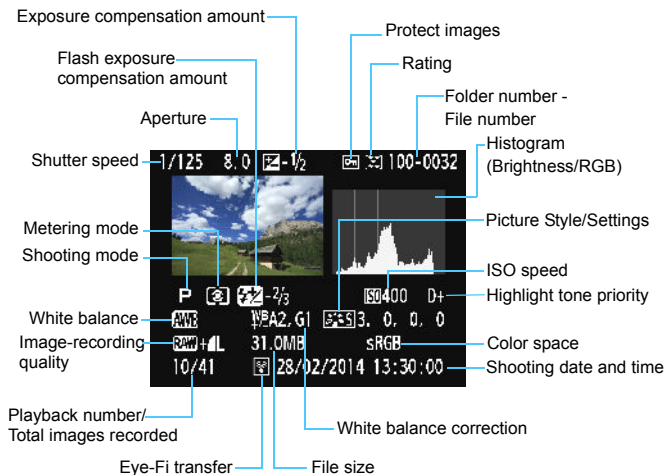 Exposure compensation amount
Protect images
Flash exposure
compensation amount
Rating
Folder number -
File number
Aperture
Histogram
(Brightness/RGB)
Shutter speed
1/125 8.0 -1/2 100-0032
Picture Style/Settings
Metering mode
Shooting mode
ISO speed
P -2/3 ISO 400 D+
Highlight tone priority
White balance
AWB WB A2, G1 S 3, 0, 0, 0
Image-recording
quality
RAW+L 31.0MB sRGB
Color space
10/41 28/02/2014 13:30:00
Shooting date and time
Playback number/
Total images recorded
White balance correction
Eye-Fi transfer
File size